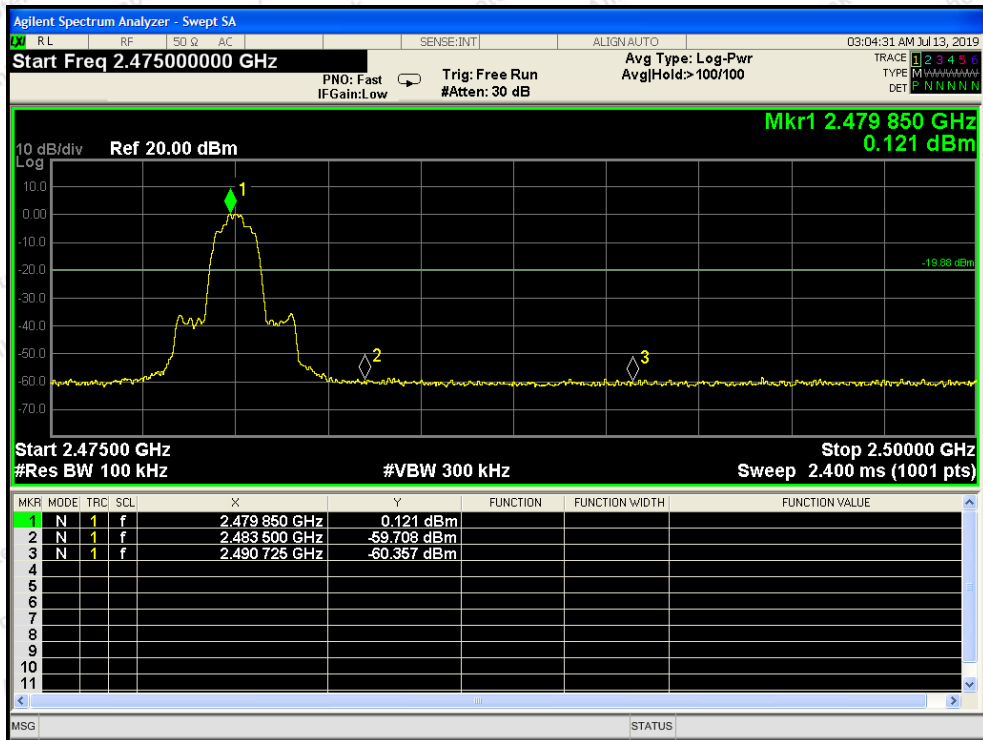 Agilent Spectrum Analyzer - Swept SA
LXI RL RF 50 Ω AC SENSE:INT ALIGN AUTO 03:04:31 AM Jul 13, 2019
Start Freq 2.475000000 GHz
PNO: Fast
IFGain:Low
Trig: Free Run
#Atten: 30 dB
Avg Type: Log-Pwr
Avg|Hold:>100/100
TRACE 1 2 3 4 5 6
TYPE M WWWWW
DET P N N N N N
Mkr1 2.479 850 GHz
0.121 dBm
10 dB/div Ref 20.00 dBm
Log
10.0
0.00
-10.0
-20.0
-30.0
-40.0
-50.0
-60.0
-70.0
1
-19.88 dBm
2
3
Start 2.47500 GHz Stop 2.50000 GHz
#Res BW 100 kHz #VBW 300 kHz Sweep 2.400 ms (1001 pts)
MKR MODE TRC SCL X Y FUNCTION FUNCTION WIDTH FUNCTION VALUE
1 N 1 f 2.479 850 GHz 0.121 dBm
2 N 1 f 2.483 500 GHz -59.708 dBm
3 N 1 f 2.490 725 GHz -60.357 dBm
4
5
6
7
8
9
10
11
MSG STATUS